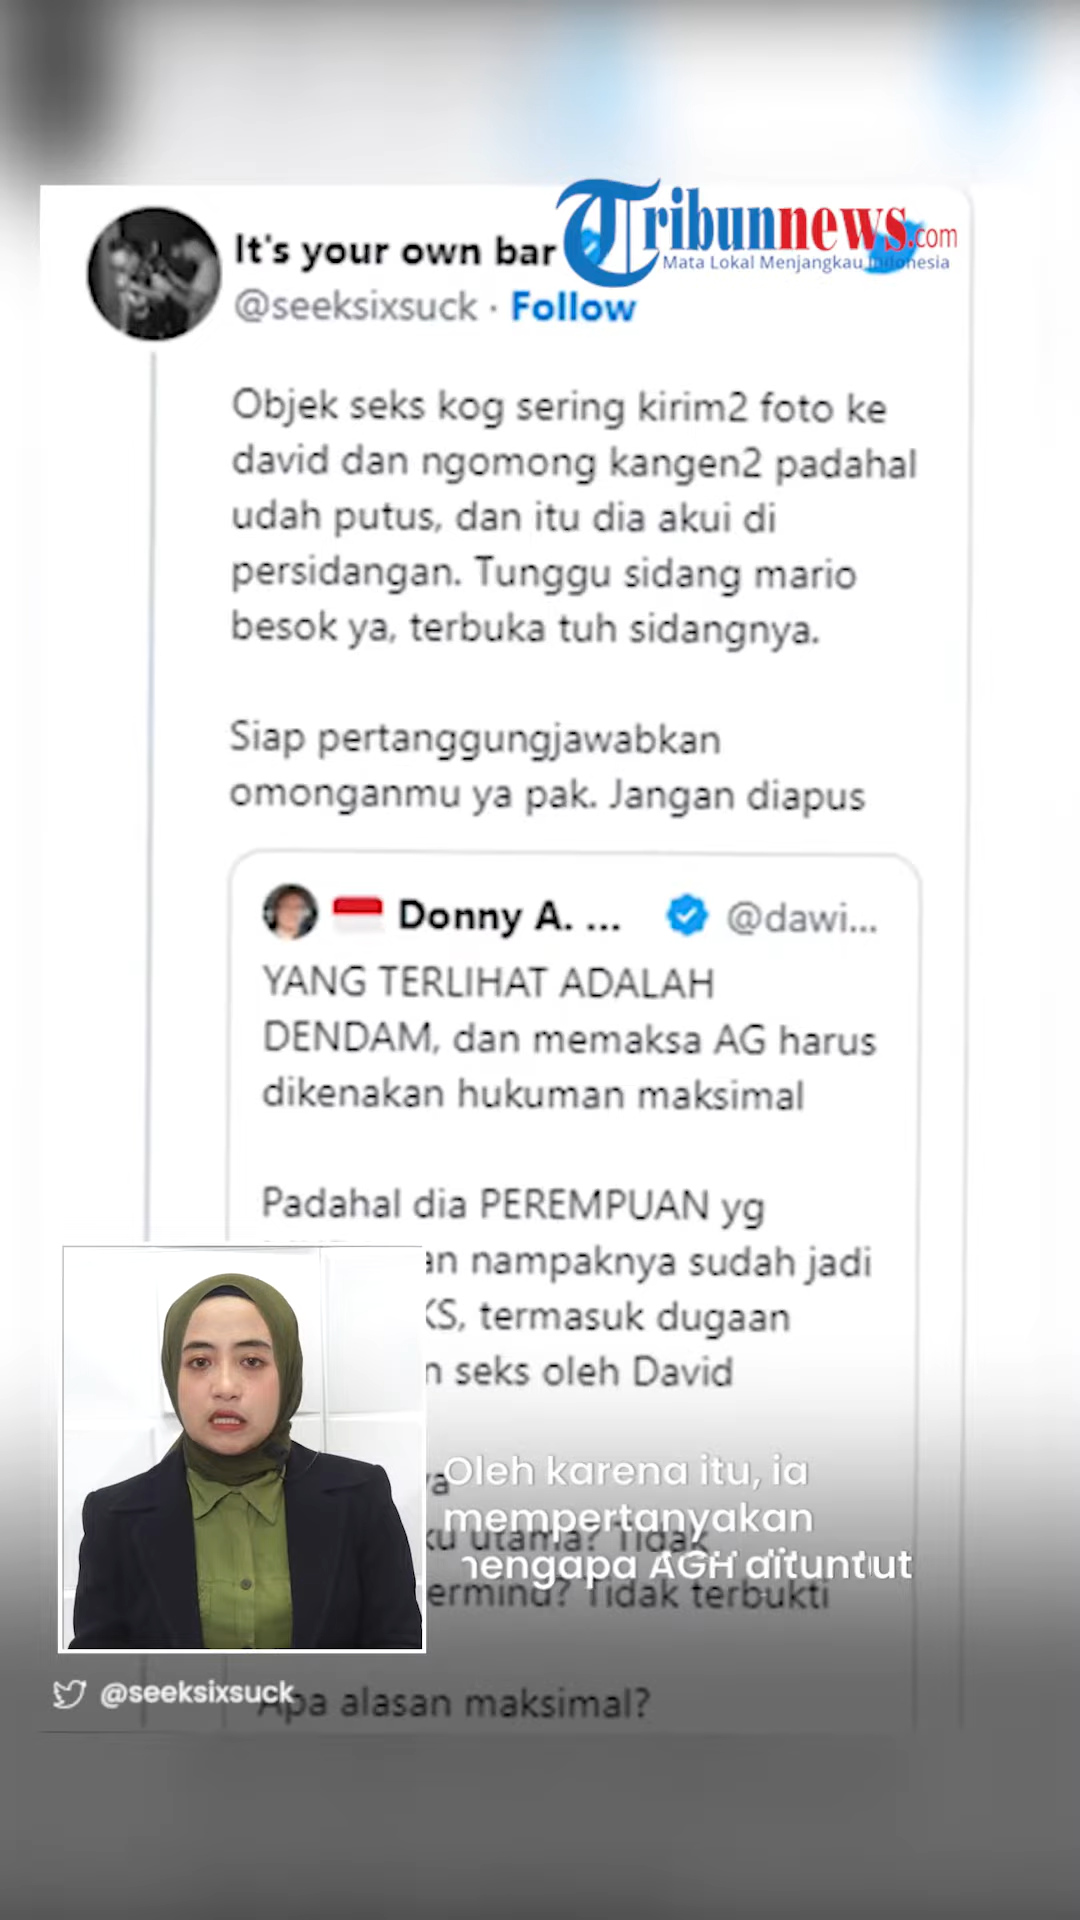 Tribunnews.com
Mata Lokal Menjangkau Indonesia
It's your own bar
@seeksixsuck · Follow
Objek seks kog sering kirim2 foto ke
david dan ngomong kangen2 padahal
udah putus, dan itu dia akui di
persidangan. Tunggu sidang mario
besok ya, terbuka tuh sidangnya.
Siap pertanggungjawabkan
omonganmu ya pak. Jangan diapus
Donny A. ... @dawi...
YANG TERLIHAT ADALAH
DENDAM, dan memaksa AG harus
dikenakan hukuman maksimal
Padahal dia PEREMPUAN yg
nampaknya sudah jadi
termasuk dugaan
seks oleh David
utama? Tidak
Tidak terbukti
Apa alasan maksimal?
Oleh karena itu, ia
mempertanyakan
mengapa AGH dituntut
@seeksixsuck